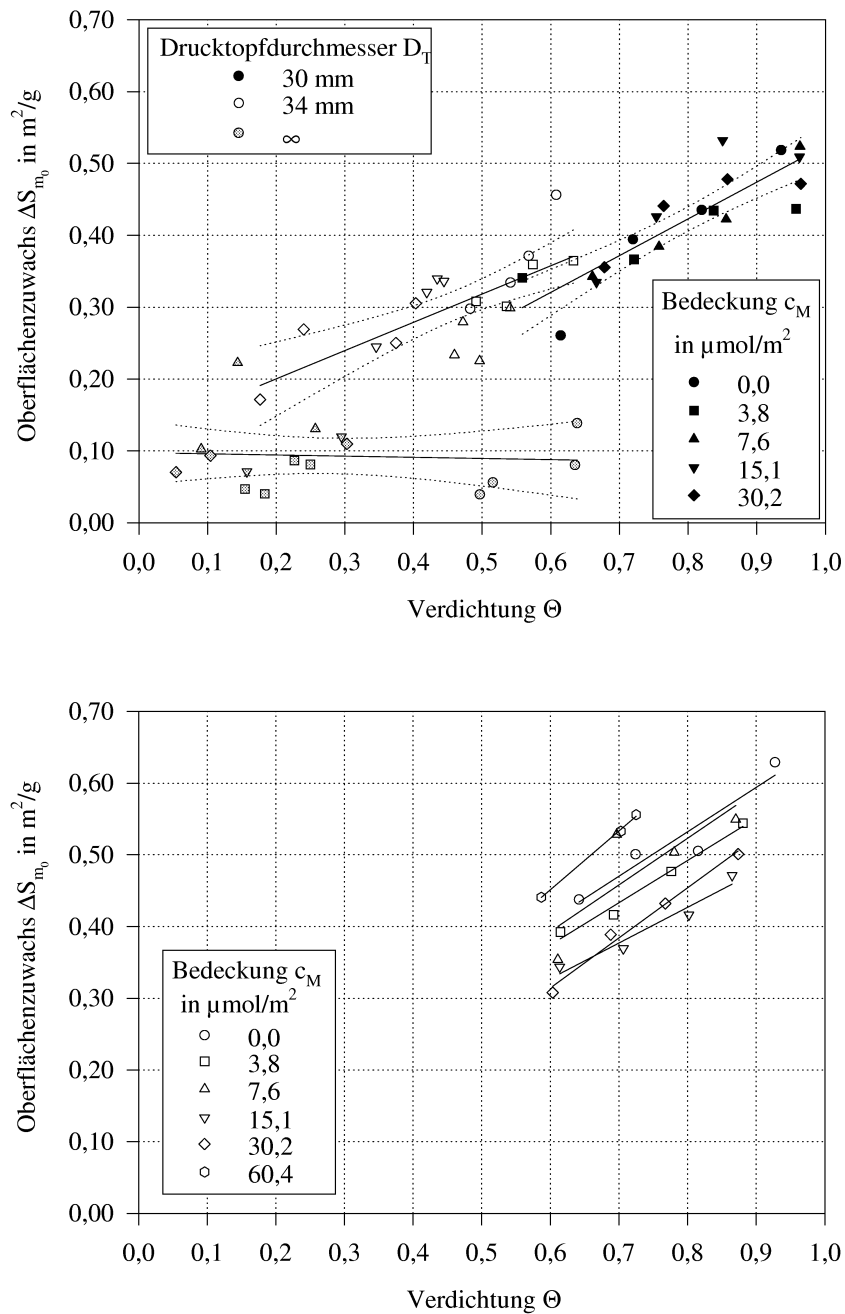 0,70
0,60
0,50
0,40
0,30
0,20
0,10
0,00
Oberflächenzuwachs ΔSm₀ in m²/g
Drucktopfdurchmesser D_T
30 mm
34 mm
∞
Bedeckung c_M
in µmol/m²
0,0
3,8
7,6
15,1
30,2
0,0 0,1 0,2 0,3 0,4 0,5 0,6 0,7 0,8 0,9 1,0
Verdichtung Θ
0,70
0,60
0,50
0,40
0,30
0,20
0,10
0,00
Oberflächenzuwachs ΔSm₀ in m²/g
Bedeckung c_M
in µmol/m²
0,0
3,8
7,6
15,1
30,2
60,4
0,0 0,1 0,2 0,3 0,4 0,5 0,6 0,7 0,8 0,9 1,0
Verdichtung Θ